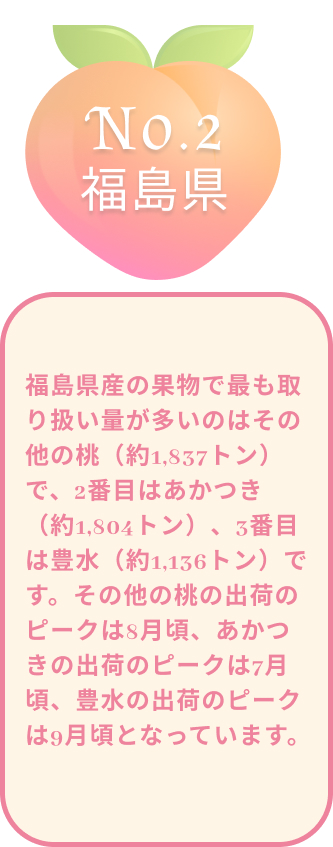 No.2
福島県
福島県産の果物で最も取
り扱い量が多いのはその
他の桃（約1,837トン）
で、2番目はあかつき
（約1,804トン）、3番目
は豊水（約1,136トン）で
す。その他の桃の出荷の
ピークは8月頃、あかつ
きの出荷のピークは7月
頃、豊水の出荷のピーク
は9月頃となっています。